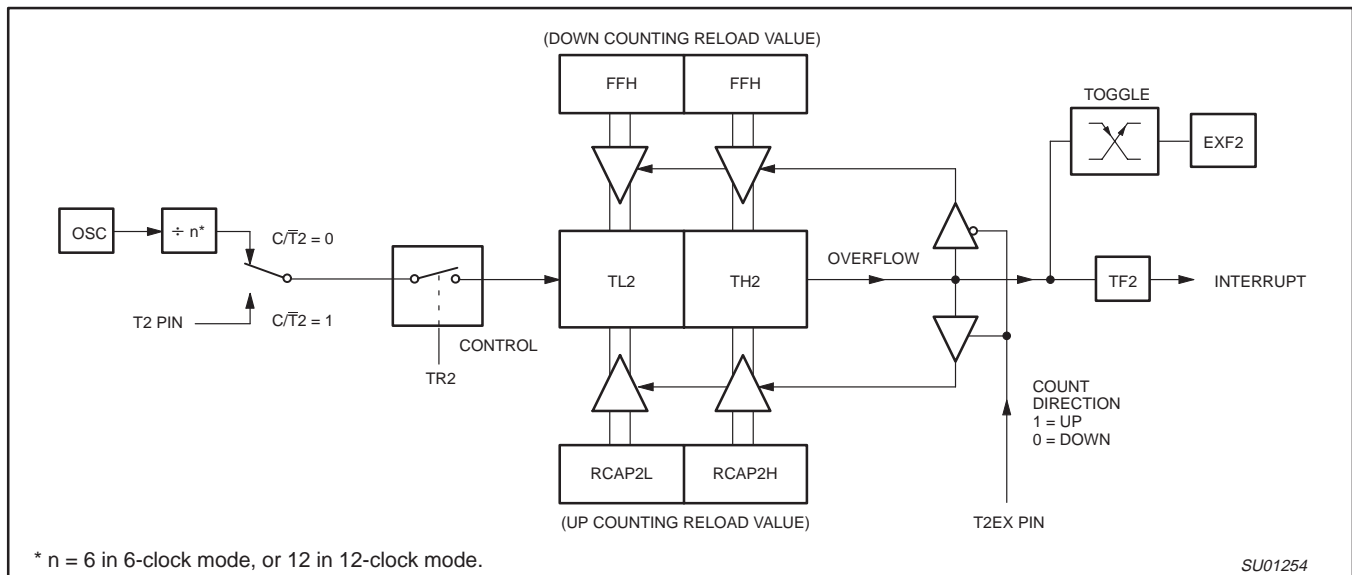 (DOWN COUNTING RELOAD VALUE)
FFH
FFH
TOGGLE
EXF2
OSC
÷ n*
C/T̅2 = 0
TL2
TH2
OVERFLOW
TF2
INTERRUPT
T2 PIN
C/T̅2 = 1
CONTROL
TR2
COUNT
DIRECTION
1 = UP
0 = DOWN
RCAP2L
RCAP2H
(UP COUNTING RELOAD VALUE)
T2EX PIN
* n = 6 in 6-clock mode, or 12 in 12-clock mode.
SU01254